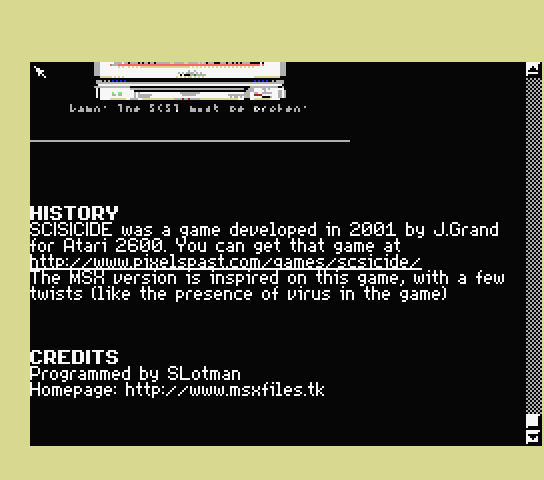 Damn! The SCSI must be broken!
HISTORY
SCISICIDE was a game developed in 2001 by J.Grand
for Atari 2600. You can get that game at
http://www.pixelspast.com/games/scsicide/
The MSX version is inspired on this game, with a few
twists (like the presence of virus in the game)
CREDITS
Programmed by SLotman
Homepage: http://www.msxfiles.tk